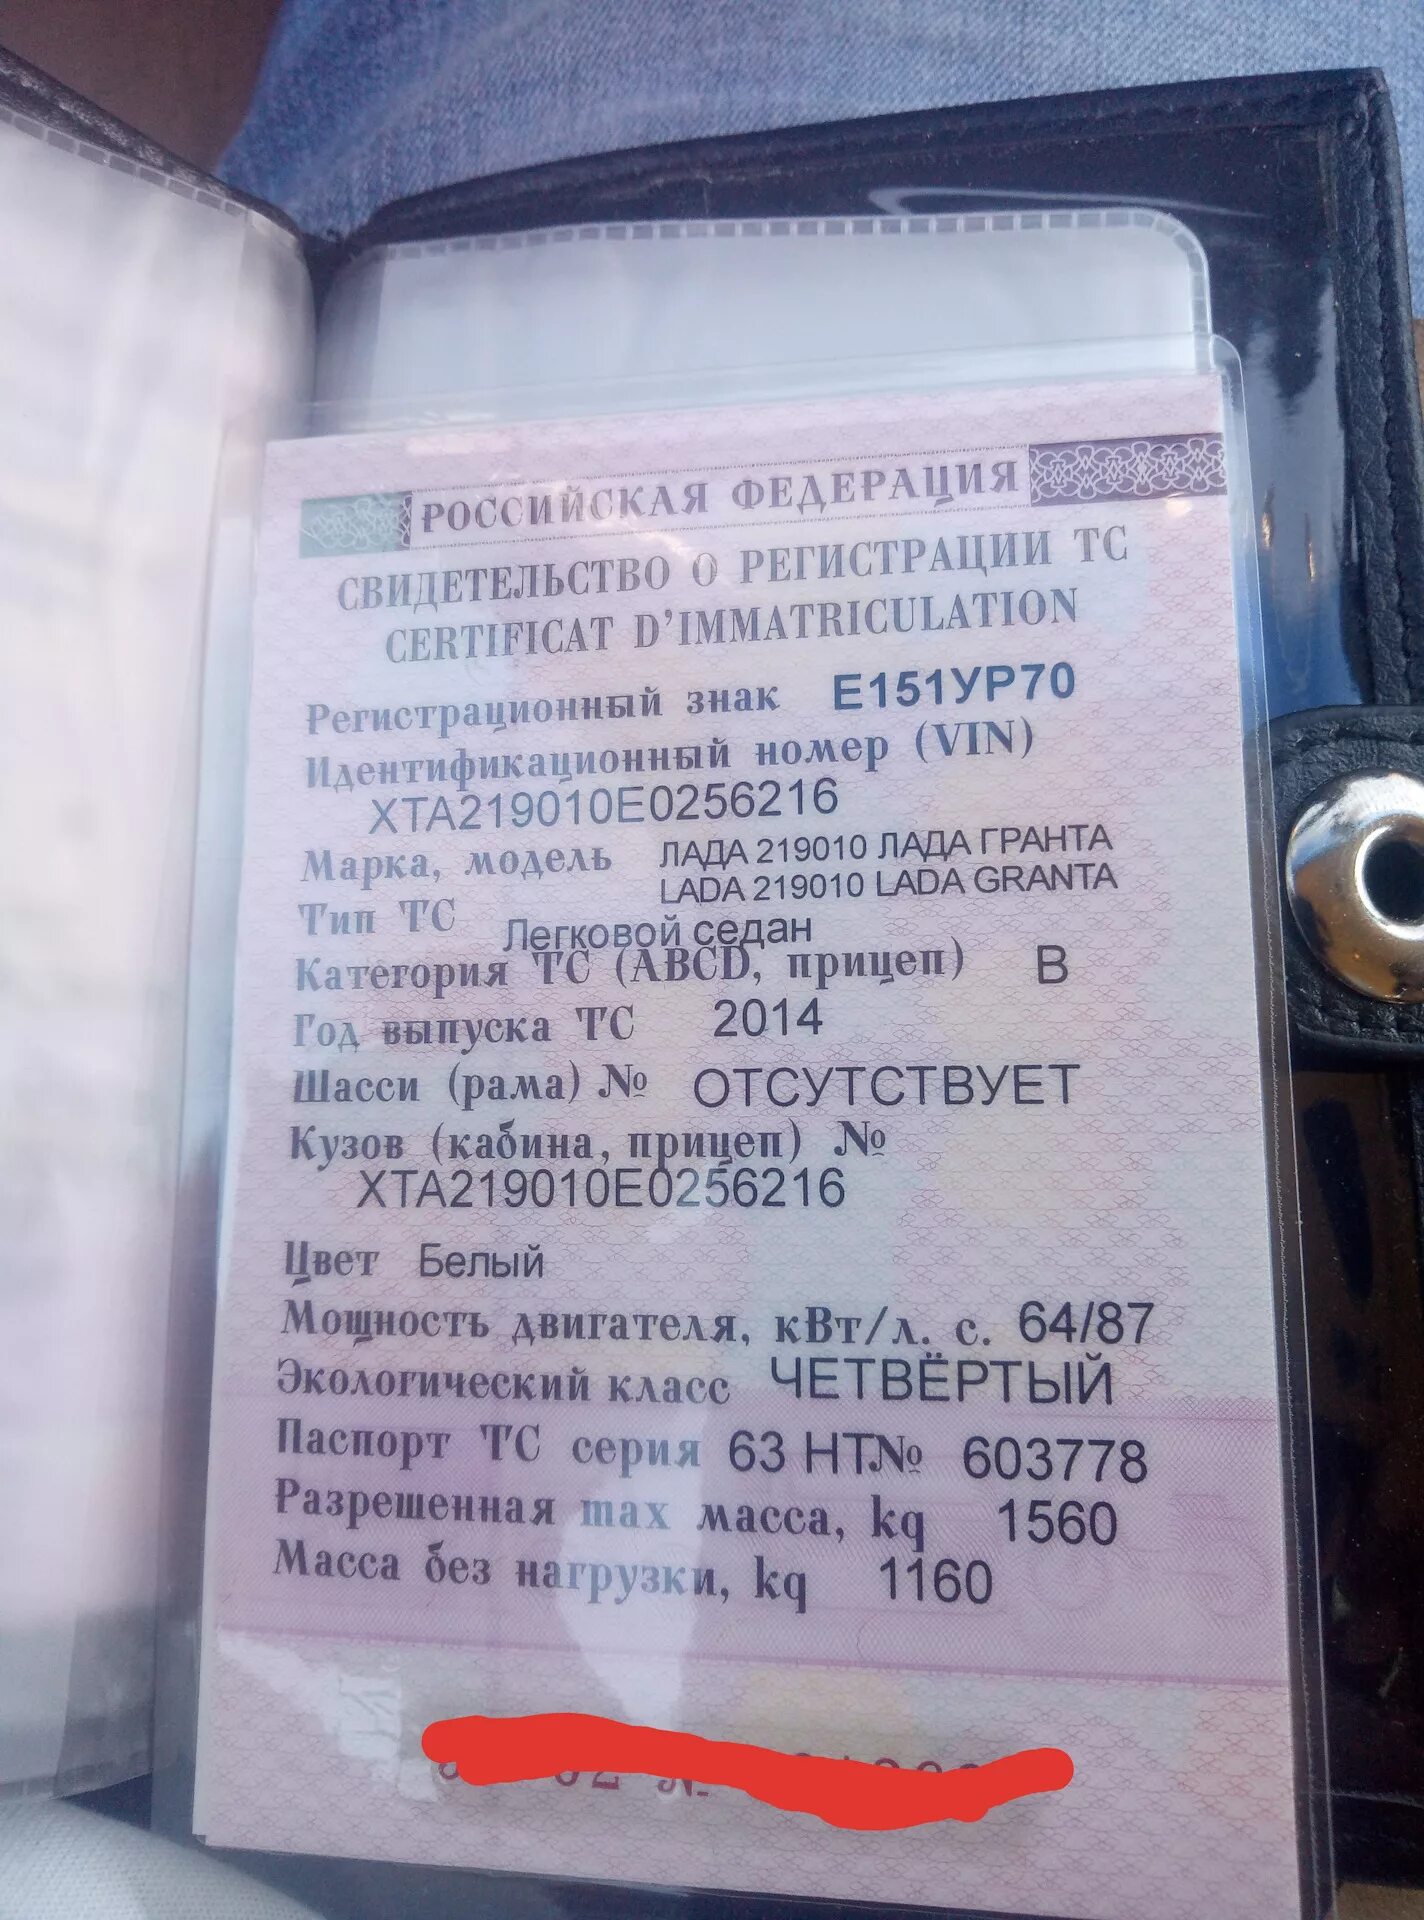 РОССИЙСКАЯ ФЕДЕРАЦИЯ
СВИДЕТЕЛЬСТВО О РЕГИСТРАЦИИ ТС
CERTIFICAT D'IMMATRICULATION
Регистрационный знак Е151УР70
Идентификационный номер (VIN)
XTA219010E0256216
Марка, модель ЛАДА 219010 ЛАДА ГРАНТА
LADA 219010 LADA GRANTA
Тип ТС Легковой седан
Категория ТС (ABCD, прицеп) B
Год выпуска ТС 2014
Шасси (рама) № ОТСУТСТВУЕТ
Кузов (кабина, прицеп) №
XTA219010E0256216
Цвет Белый
Мощность двигателя, кВт/л. с. 64/87
Экологический класс ЧЕТВЁРТЫЙ
Паспорт ТС серия 63 НТ№ 603778
Разрешенная max масса, kg 1560
Масса без нагрузки, kg 1160